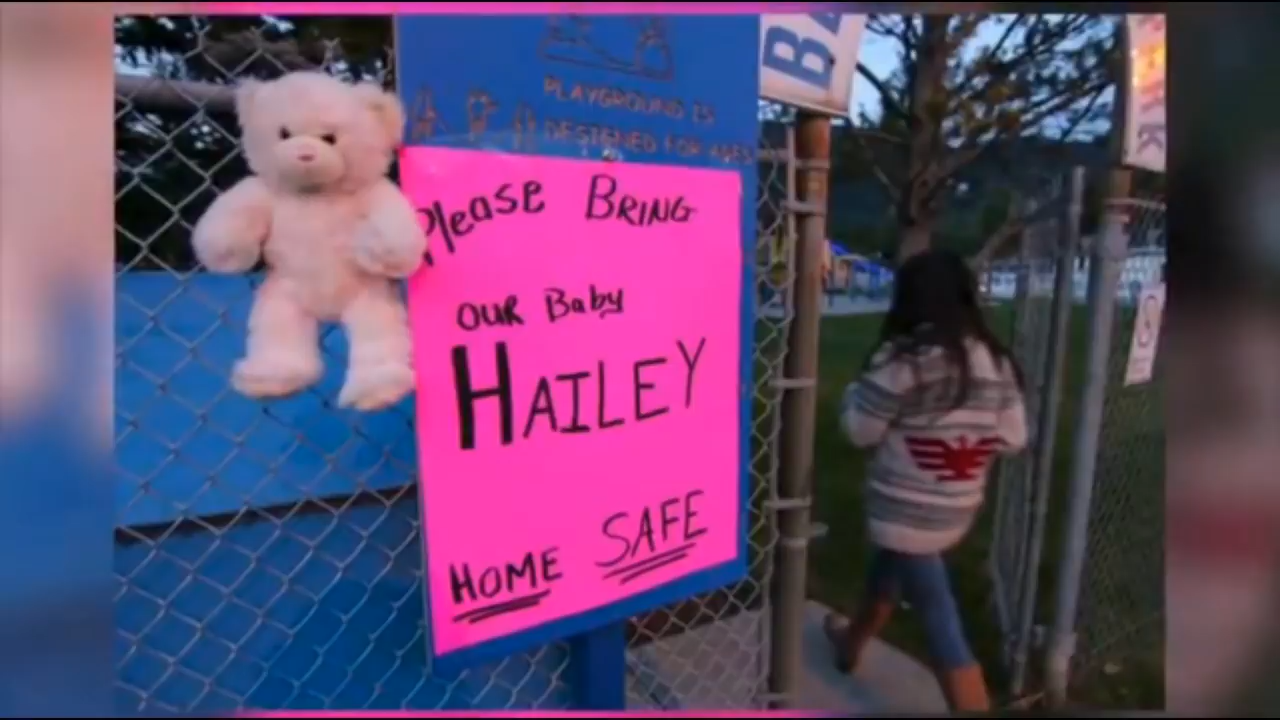 PLAYGROUND IS
DESIGNED FOR AGES
Please BRING
OUR Baby
HAILEY
HOME SAFE